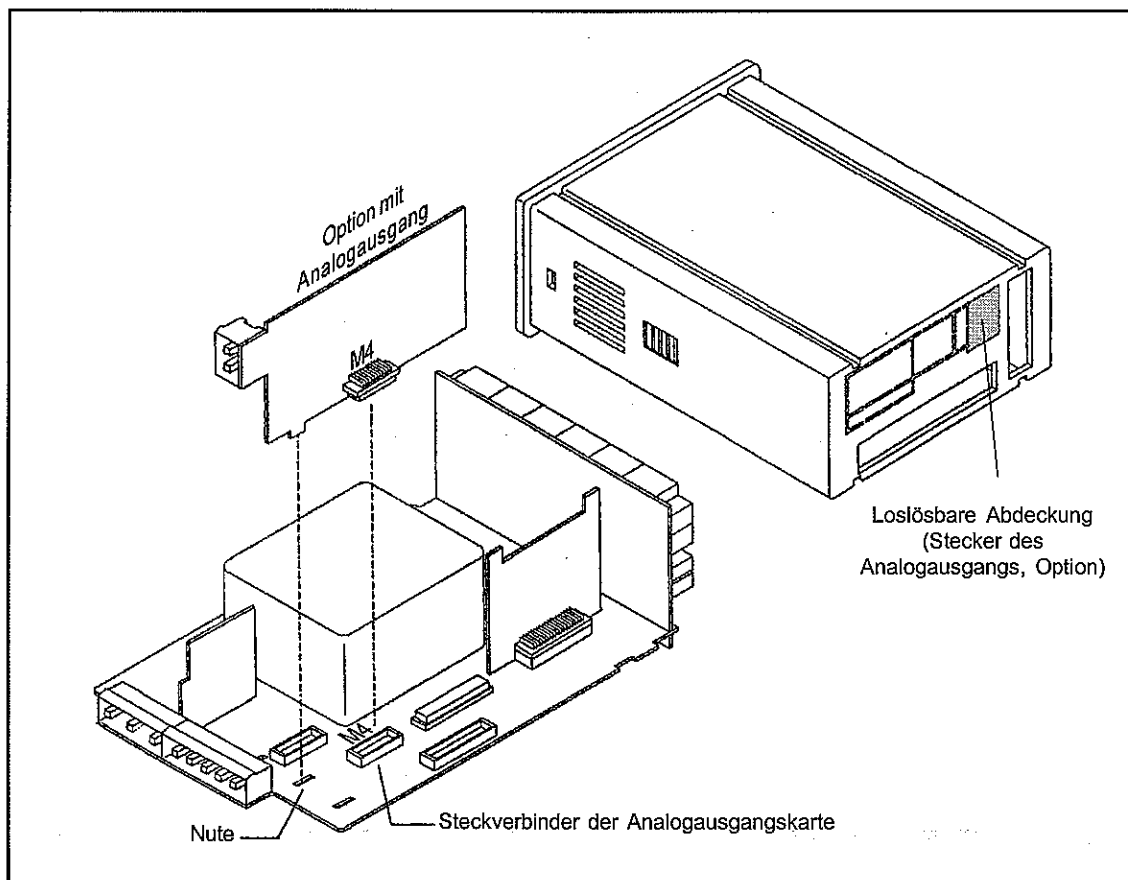 Option mit
Analogausgang
M4
Loslösbare Abdeckung
(Stecker des
Analogausgangs, Option)
M4
Nute
Steckverbinder der Analogausgangskarte